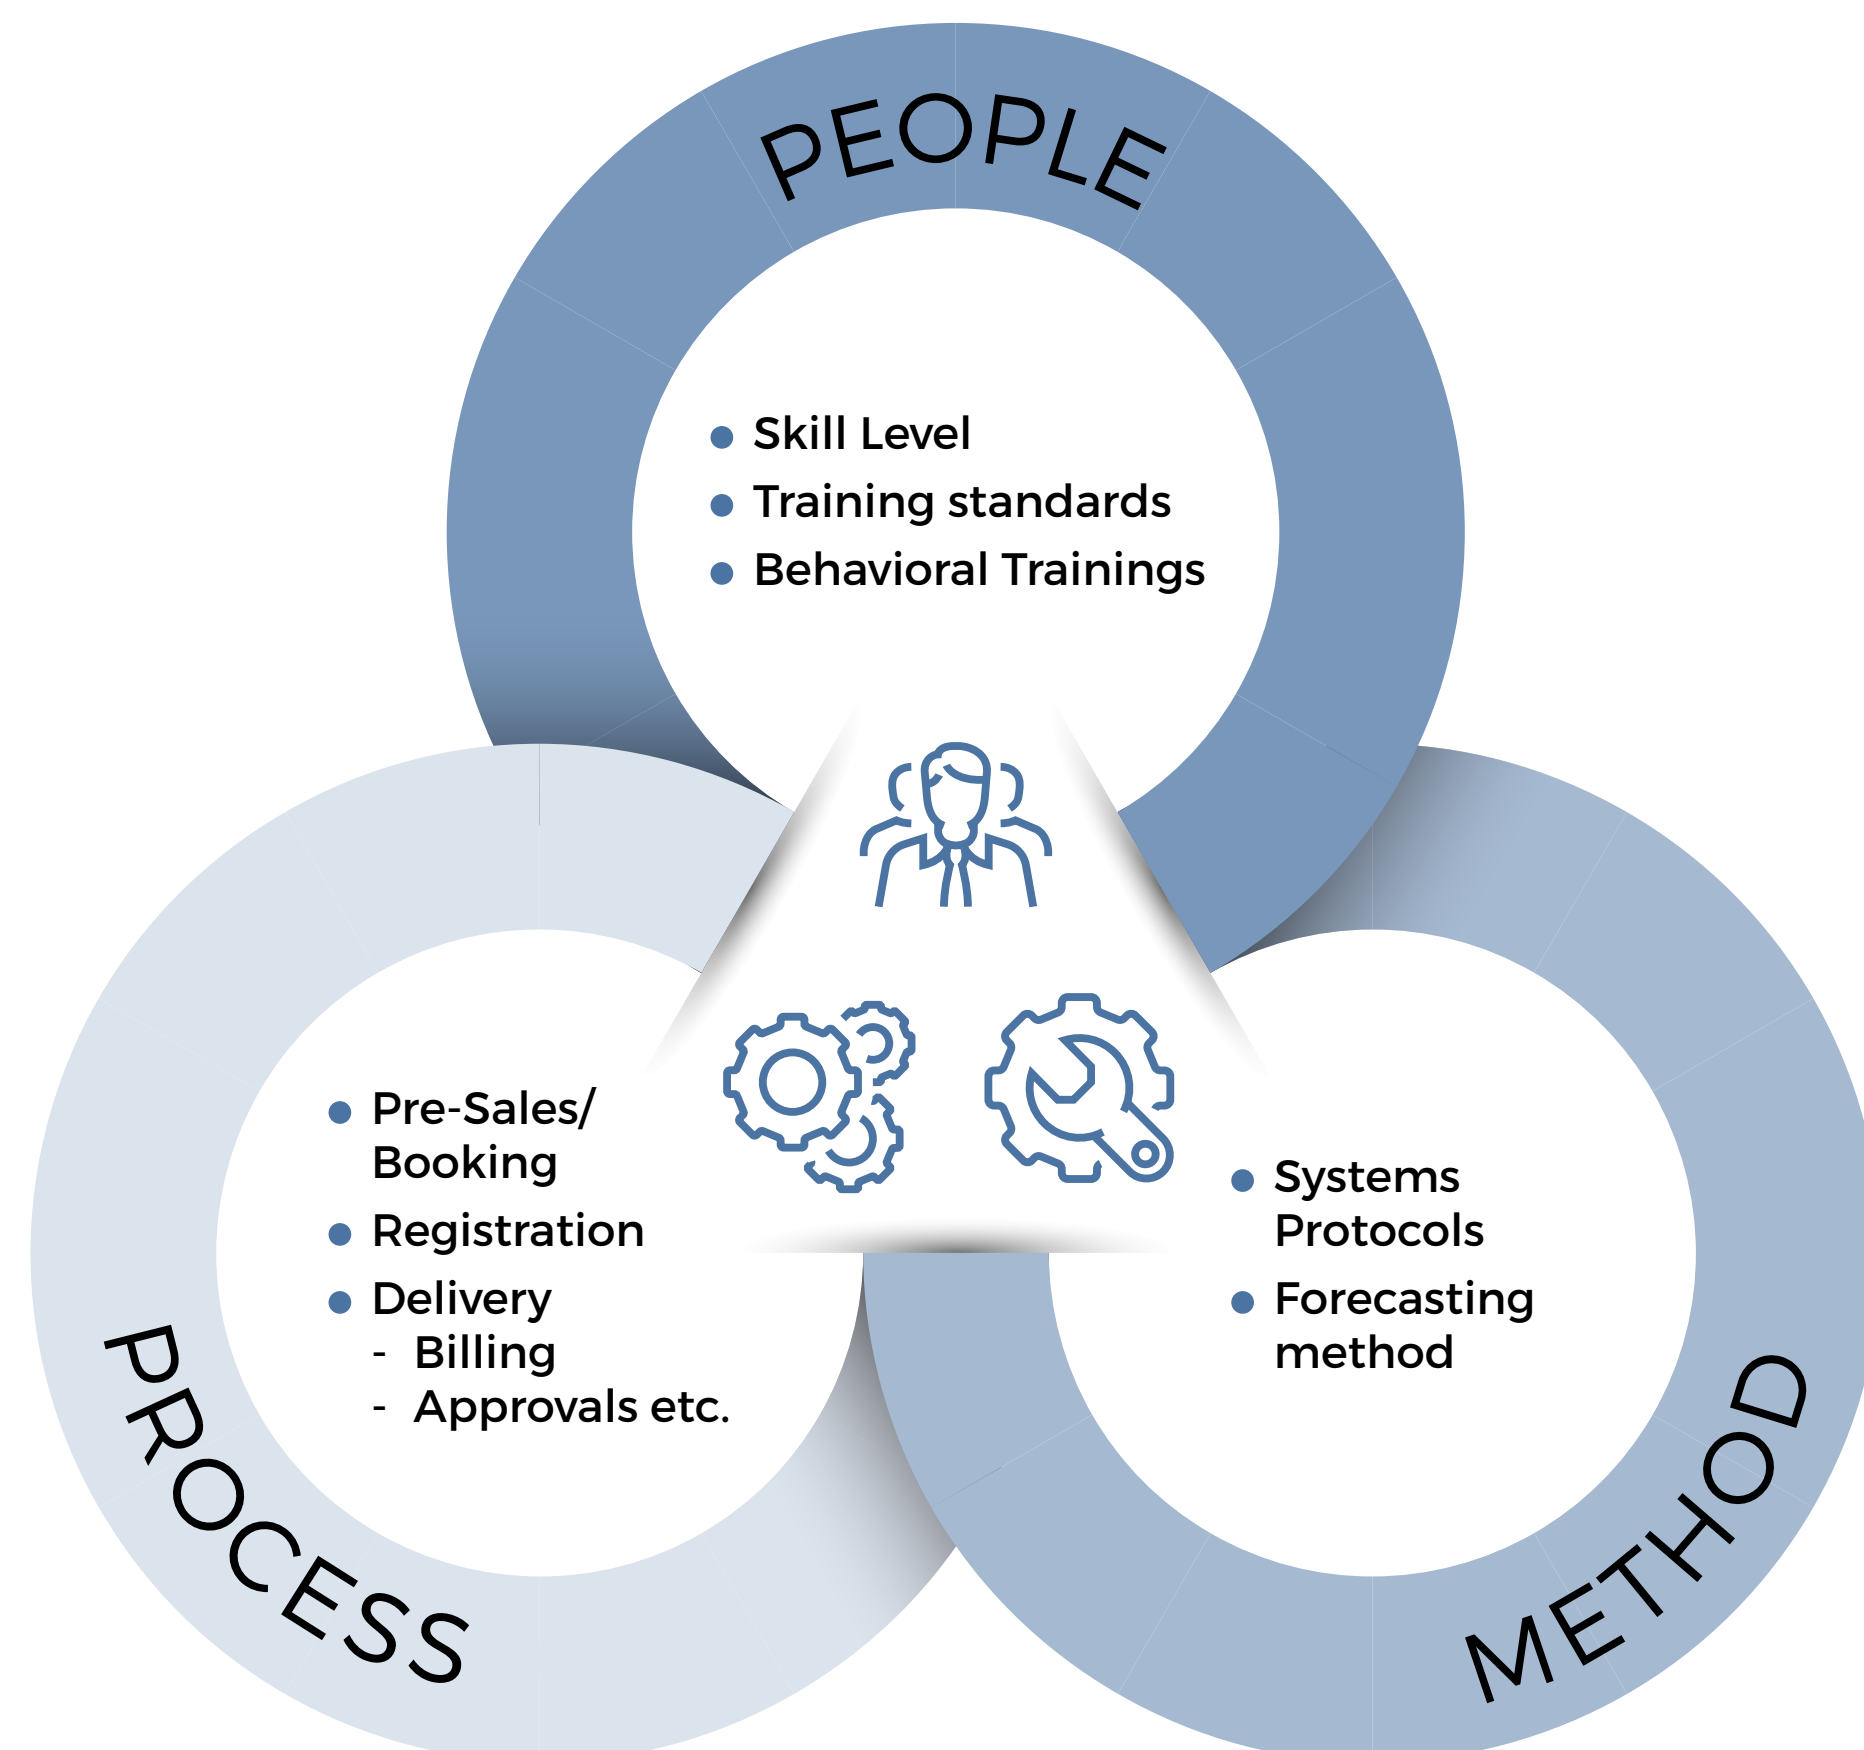 PEOPLE
● Skill Level
● Training standards
● Behavioral Trainings
PROCESS
● Pre-Sales/
Booking
● Registration
● Delivery
- Billing
- Approvals etc.
METHOD
● Systems
Protocols
● Forecasting
method